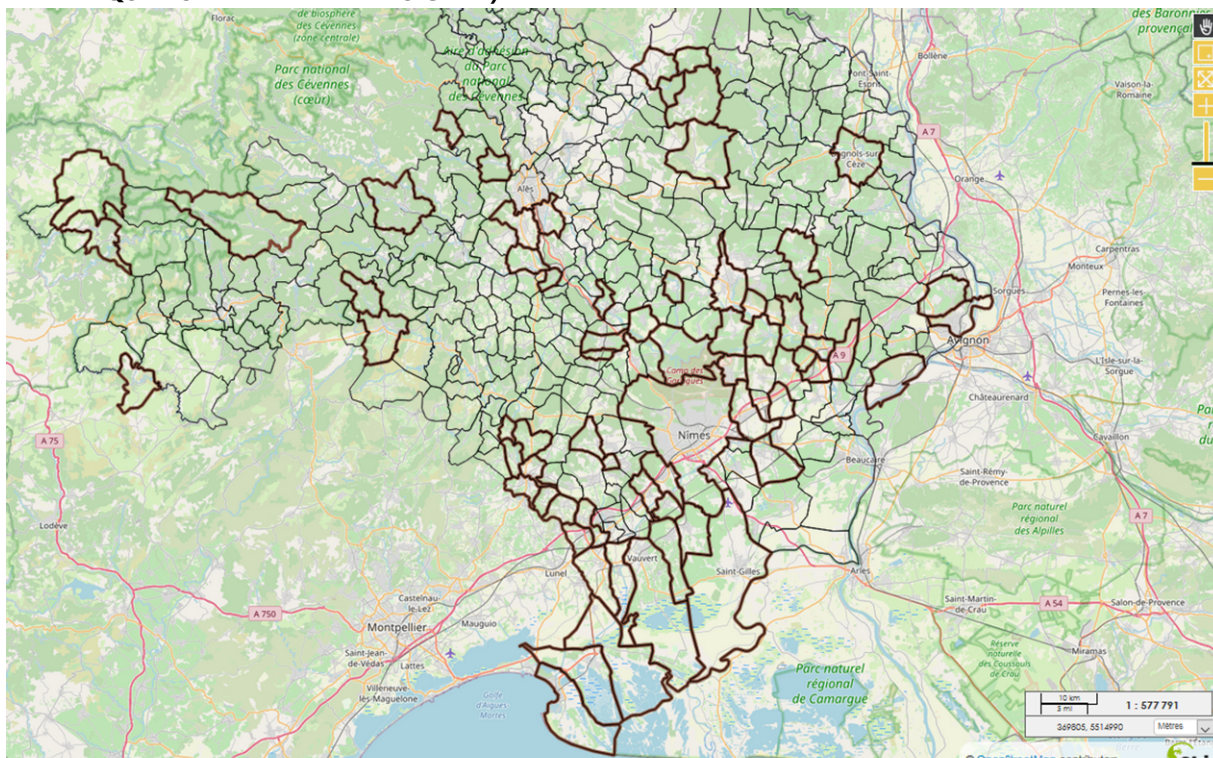 Florac
de biosphère
des Cévennes
(zone centrale)
Parc national
des Cévennes
(cœur)
Aire d'adhésion
du Parc
national
des Cévennes
des Baronnies
provençal
Bollène
Pont-Saint-
Esprit
Vaison-la-
Romaine
A 7
Orange
Alès
Carpentras
Monteux
Sorgues
Pernes-les
Fontaines
Avignon
L'Isle-sur-la-
Sorgue
A 9
Camp des
Garrigues
Châteaurenard
Cavaillon
Nîmes
A 75
Beaucaire
Saint-Rémy-
de-Provence
Parc naturel
régional
des Alpilles
A 7
Lodève
Vauvert
Lunel
Saint-Gilles
Arles
Castelnau-
le-Lez
A 750
Montpellier
Mauguio
Saint-Martin-
de-Crau
A 54
Salon-de-Provence
Saint-Jean-
de-Védas
Lattes
Réserve
naturelle
des Coussouls
de Crau
Miramas
Villeneuve-
lès-Maguelone
Golfe
d'Aigues
Mortes
Parc naturel
régional
de Camargue
10 km
5 mi
1 : 577 791
369805, 5514990
Mètres
© OpenStreetMap contributors